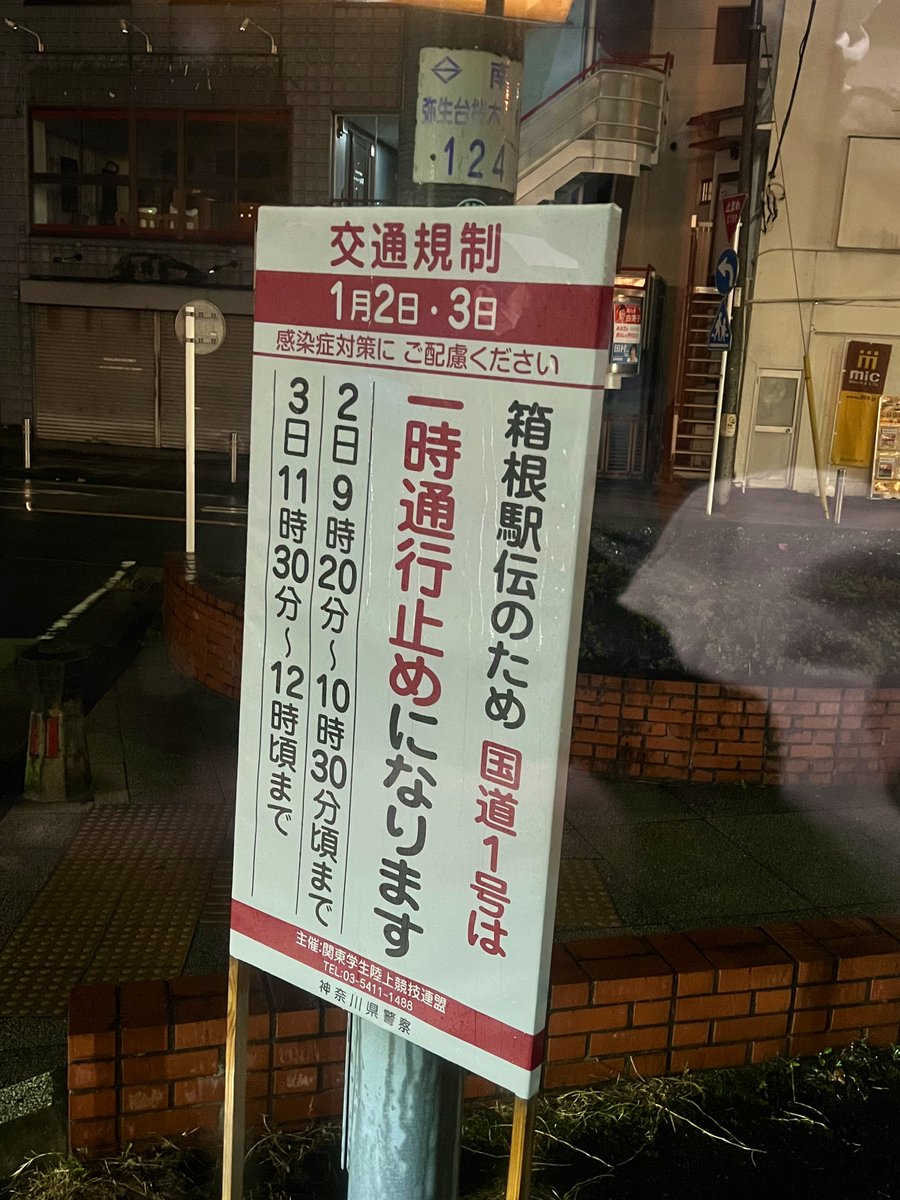 南
124
交通規制
1月2日・3日
感染症対策に ご配慮ください
箱根駅伝のため 国道1号は
一時通行止めになります
2日9時20分〜10時30分頃まで
3日11時30分〜12時頃まで
主催:関東学生陸上競技連盟
TEL:03-5411-1488
神奈川県警察
mic